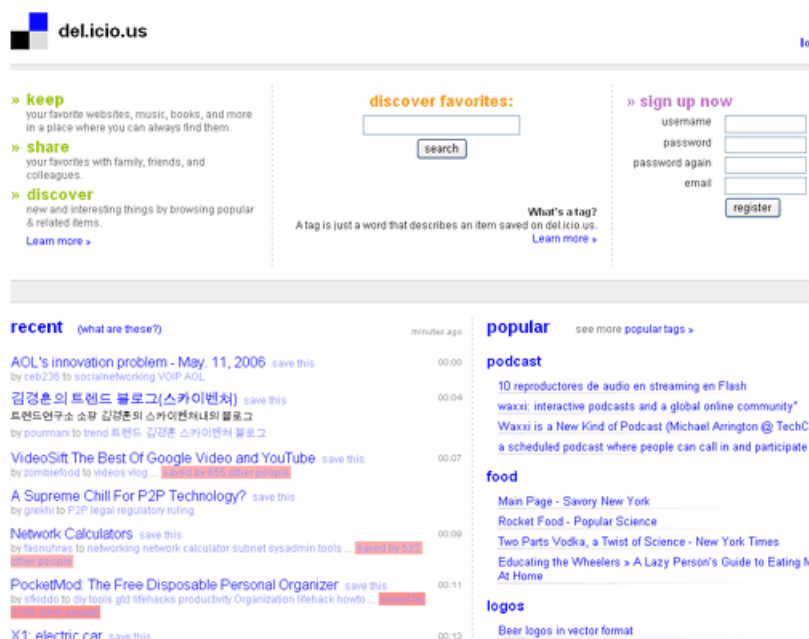 del.icio.us
lo
» keep
your favorite websites, music, books, and more
in a place where you can always find them.
» share
your favorites with family, friends, and
colleagues.
» discover
new and interesting things by browsing popular
& related items.
Learn more »
discover favorites:
search
What's a tag?
A tag is just a word that describes an item saved on del.icio.us.
Learn more »
» sign up now
username
password
password again
email
register
recent (what are these?) minutes ago
AOL's innovation problem - May. 11, 2006 save this 00:00
by ceb236 to socialnetworking VOIP AOL
김경훈의 트렌드 블로그(스카이벤처) save this 00:04
트렌드연구소 소장 김경훈의 스카이벤처내의 블로그
by pourmarx to trend 트렌드 김경훈 스카이벤처 블로그
VideoSift The Best Of Google Video and YouTube save this 00:07
by zombiefood to videos vlog ... saved by 655 other people
A Supreme Chill For P2P Technology? save this
by grekhi to P2P legal regulatory ruling
Network Calculators save this 00:09
by fasnuhras to networking network calculator subnet sysadmin tools ... saved by 522
other people
PocketMod: The Free Disposable Personal Organizer save this 00:11
by sfkiddo to diy tools gtd lifehacks productivity Organization lifehack howto ... saved by
other people
X1: electric car save this 00:13
popular see more popular tags »
podcast
10 reproductores de audio en streaming en Flash
waxxi: interactive podcasts and a global online community"
Waxxi is a New Kind of Podcast (Michael Arrington @ TechC
a scheduled podcast where people can call in and participate
food
Main Page - Savory New York
Rocket Food - Popular Science
Two Parts Vodka, a Twist of Science - New York Times
Educating the Wheelers » A Lazy Person's Guide to Eating M
At Home
logos
Beer logos in vector format